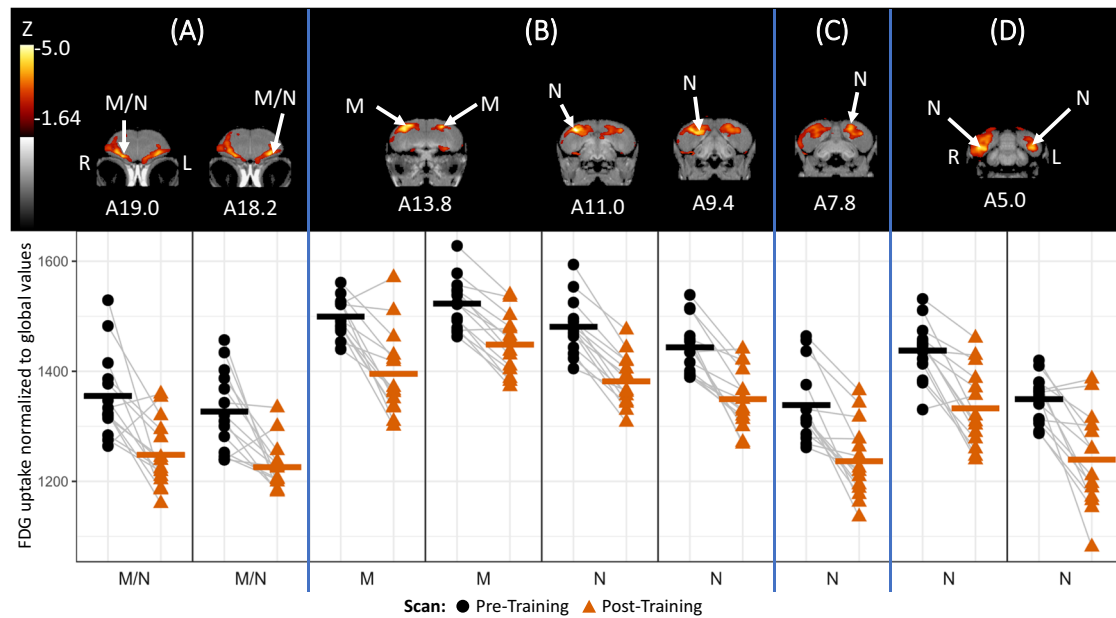 Z
(A)
(B)
(C)
(D)
-5.0
-1.64
M/N
M/N
M
M
N
N
N
N
N
R
L
R
L
A19.0
A18.2
A13.8
A11.0
A9.4
A7.8
A5.0
FDG uptake normalized to global values
1600
1400
1200
M/N
M/N
M
M
N
N
N
N
N
Scan: Pre-Training Post-Training